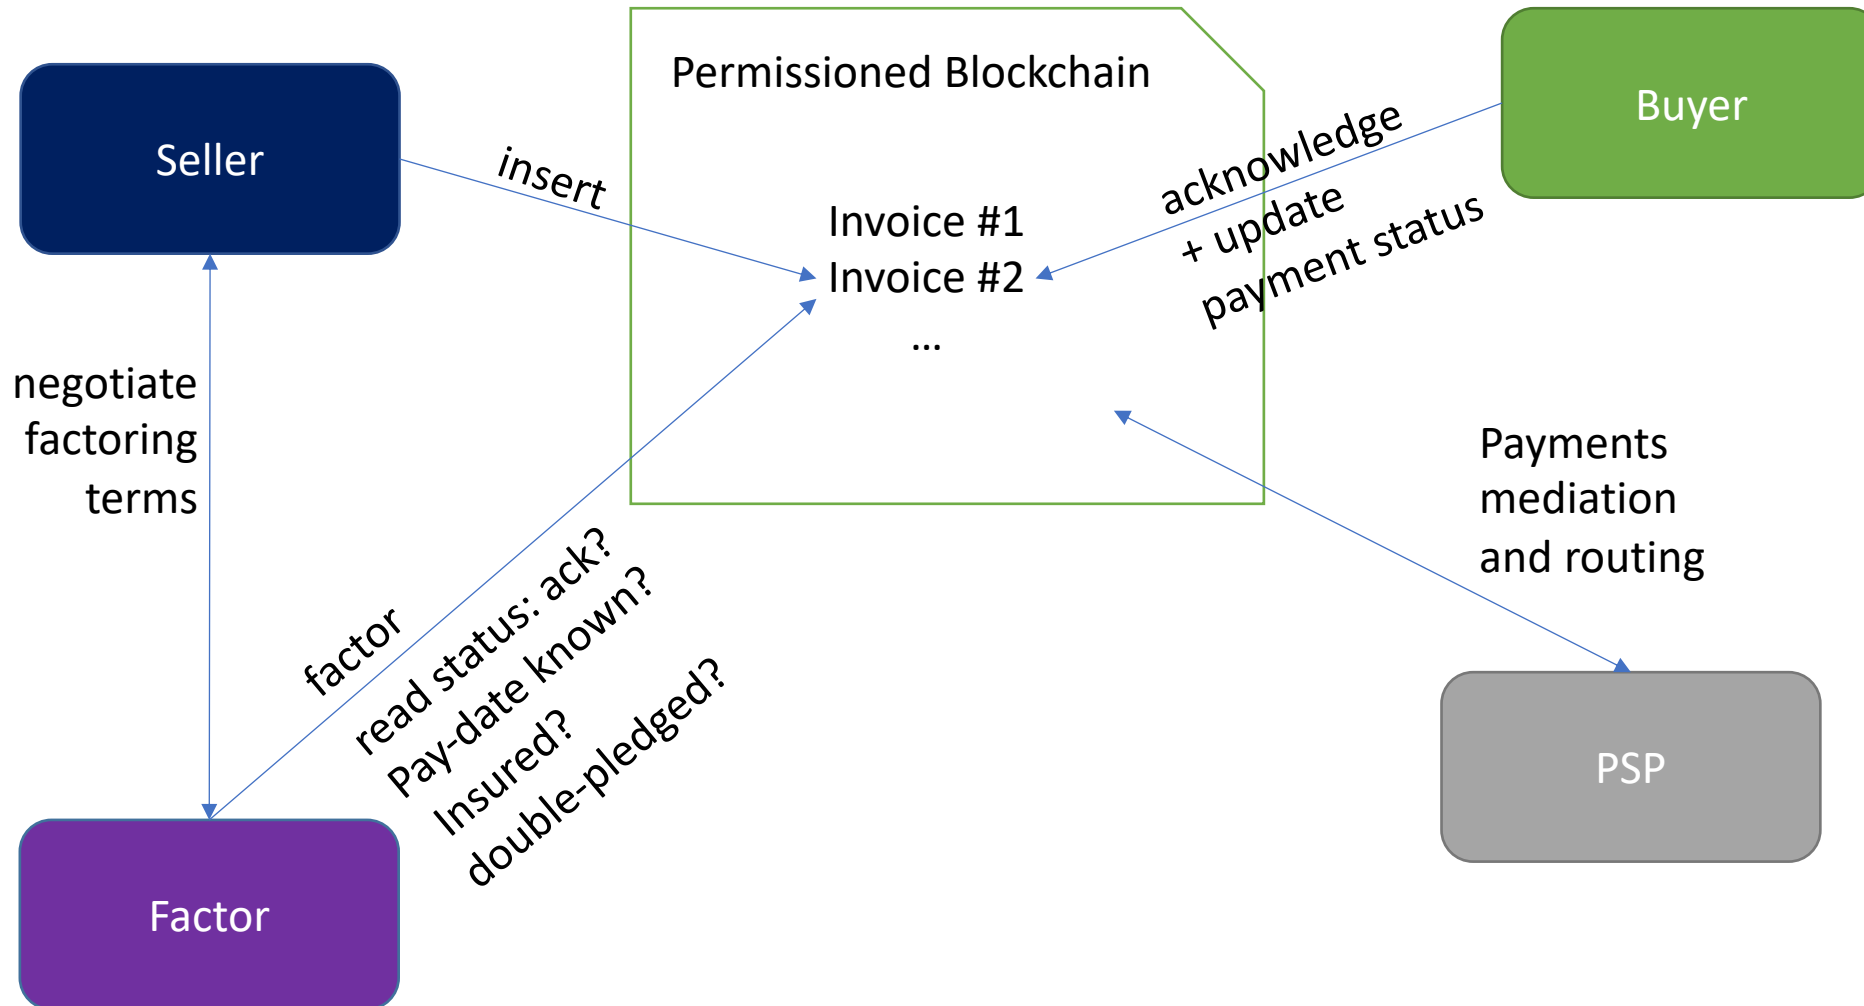 Permissioned Blockchain
Seller
Buyer
insert
acknowledge
+ update
payment status
Invoice #1
Invoice #2
...
negotiate
factoring
terms
factor
read status: ack?
Pay-date known?
Insured?
double-pledged?
Payments
mediation
and routing
PSP
Factor